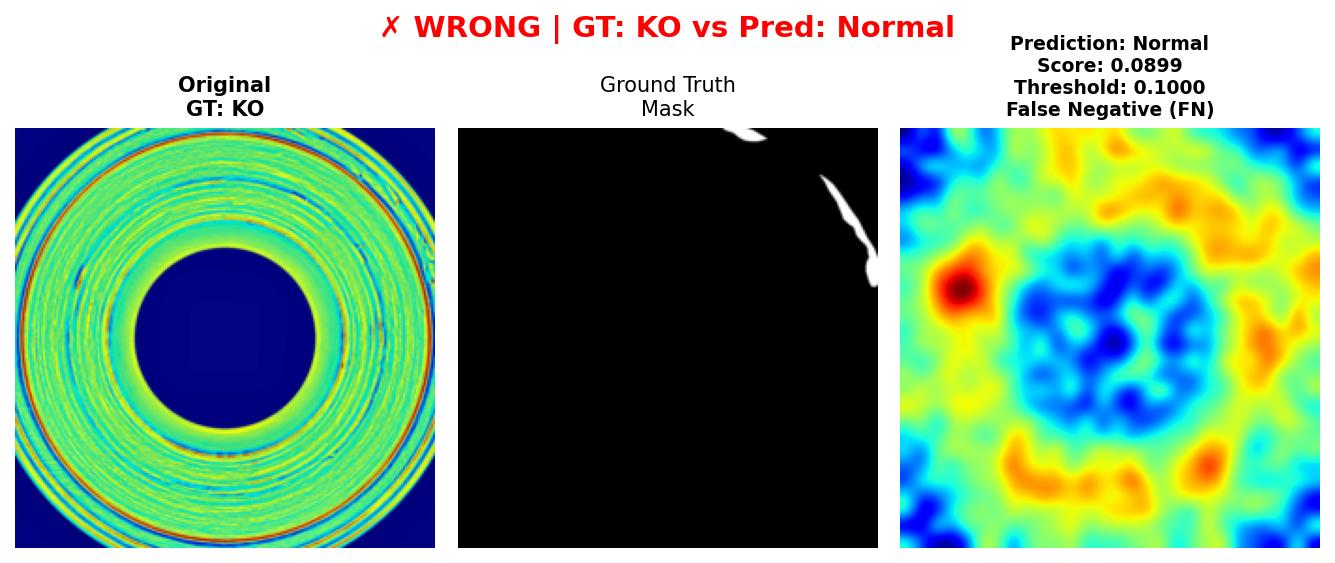 ✗ WRONG | GT: KO vs Pred: Normal
Original
GT: KO
Ground Truth
Mask
Prediction: Normal
Score: 0.0899
Threshold: 0.1000
False Negative (FN)